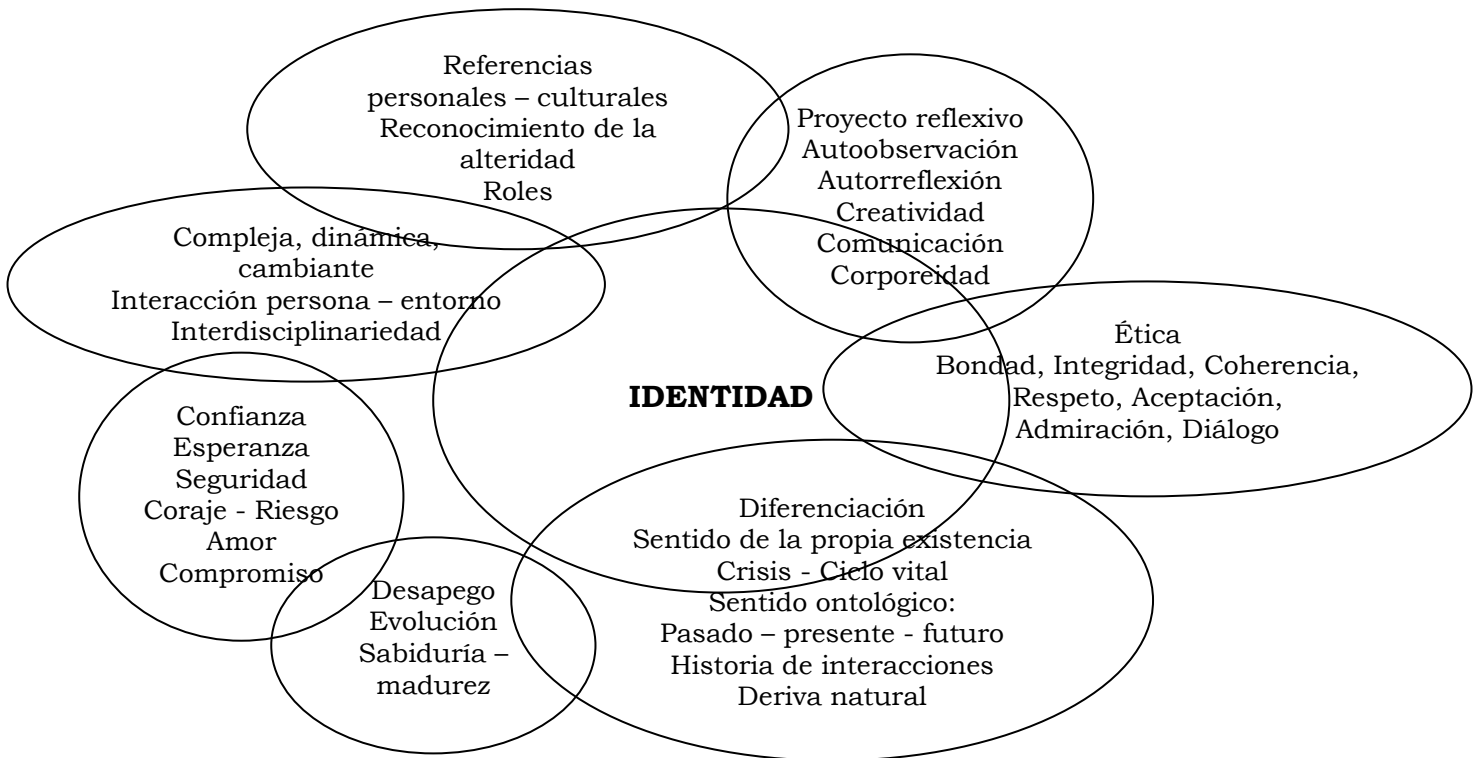 Referencias
personales – culturales
Reconocimiento de la
alteridad
Roles
Proyecto reflexivo
Autoobservación
Autorreflexión
Creatividad
Comunicación
Corporeidad
Compleja, dinámica,
cambiante
Interacción persona – entorno
Interdisciplinariedad
Ética
Bondad, Integridad, Coherencia,
Respeto, Aceptación,
Admiración, Diálogo
IDENTIDAD
Confianza
Esperanza
Seguridad
Coraje - Riesgo
Amor
Compromiso
Desapego
Evolución
Sabiduría –
madurez
Diferenciación
Sentido de la propia existencia
Crisis - Ciclo vital
Sentido ontológico:
Pasado – presente - futuro
Historia de interacciones
Deriva natural